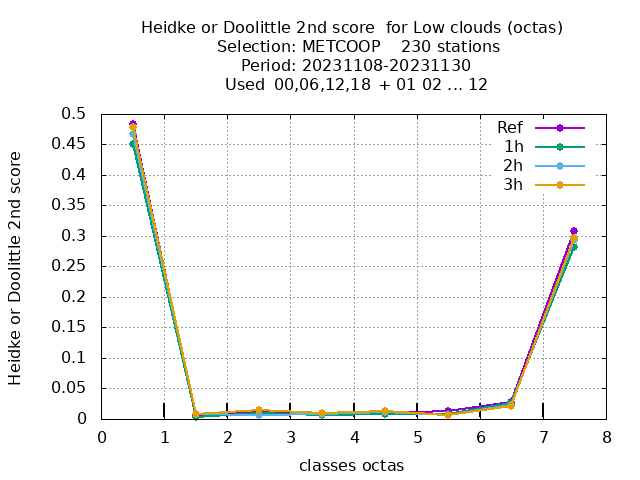 Heidke or Doolittle 2nd score  for Low clouds (octas)
Selection: METCOOP    230 stations
Period: 20231108-20231130
Used  00,06,12,18 + 01 02 ... 12
Heidke or Doolittle 2nd score
0.5
0.45
0.4
0.35
0.3
0.25
0.2
0.15
0.1
0.05
0
Ref
1h
2h
3h
0 1 2 3 4 5 6 7 8
classes octas